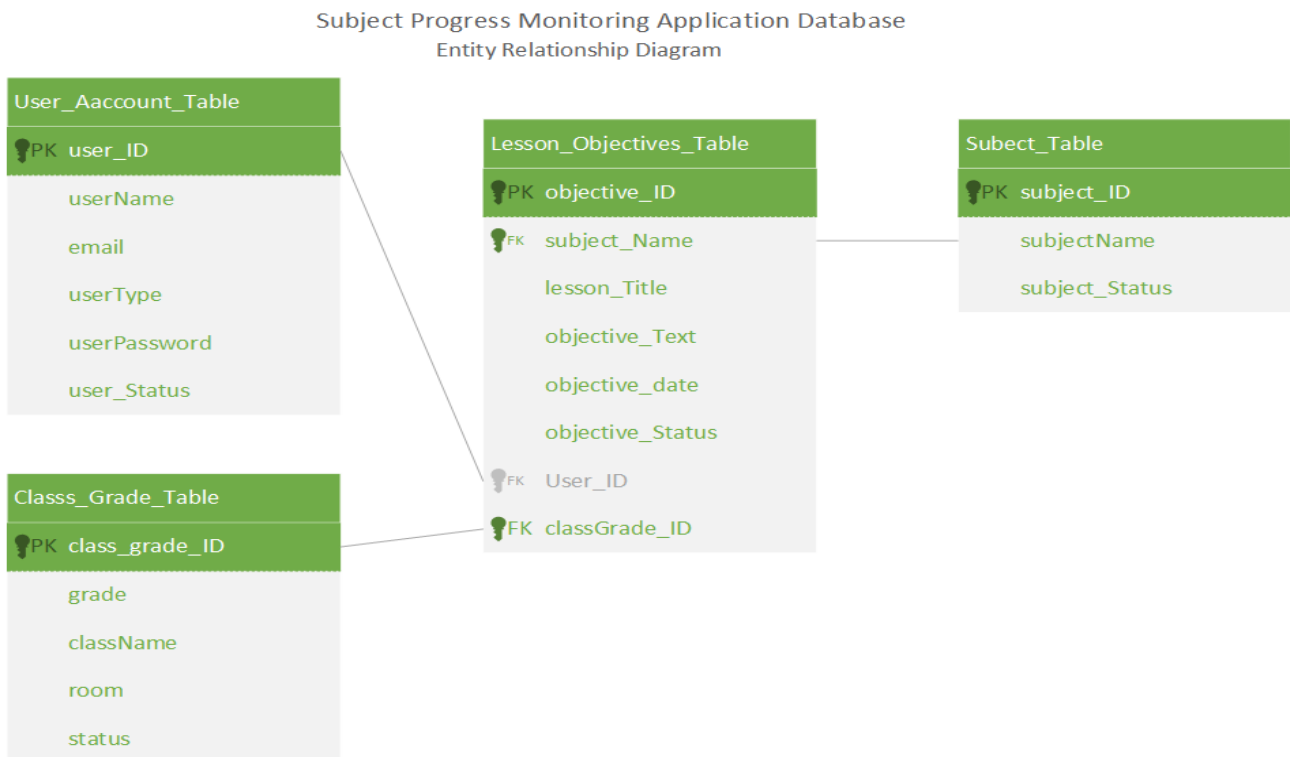 Subject Progress Monitoring Application Database
Entity Relationship Diagram
User_Aaccount_Table
PK user_ID
userName
email
userType
userPassword
user_Status
Classs_Grade_Table
PK class_grade_ID
grade
className
room
status
Lesson_Objectives_Table
PK objective_ID
FK subject_Name
lesson_Title
objective_Text
objective_date
objective_Status
FK User_ID
FK classGrade_ID
Subect_Table
PK subject_ID
subjectName
subject_Status